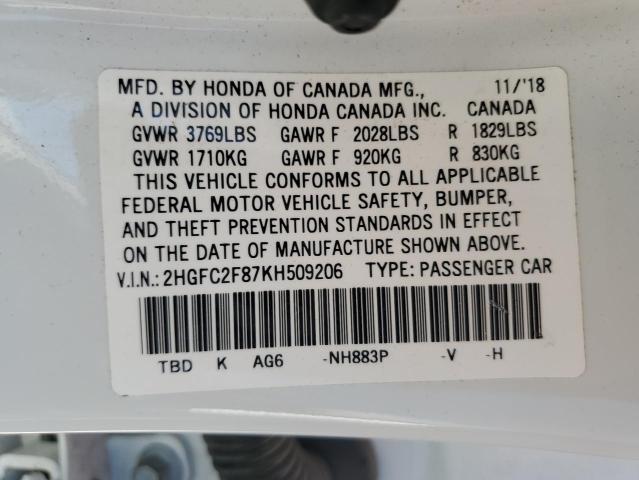 MFD. BY HONDA OF CANADA MFG., 11/'18
A DIVISION OF HONDA CANADA INC. CANADA
GVWR 3769LBS GAWR F 2028LBS R 1829LBS
GVWR 1710KG GAWR F 920KG R 830KG
THIS VEHICLE CONFORMS TO ALL APPLICABLE
FEDERAL MOTOR VEHICLE SAFETY, BUMPER,
AND THEFT PREVENTION STANDARDS IN EFFECT
ON THE DATE OF MANUFACTURE SHOWN ABOVE.
V.I.N.: 2HGFC2F87KH509206 TYPE: PASSENGER CAR
TBD K AG6 -NH883P -V -H